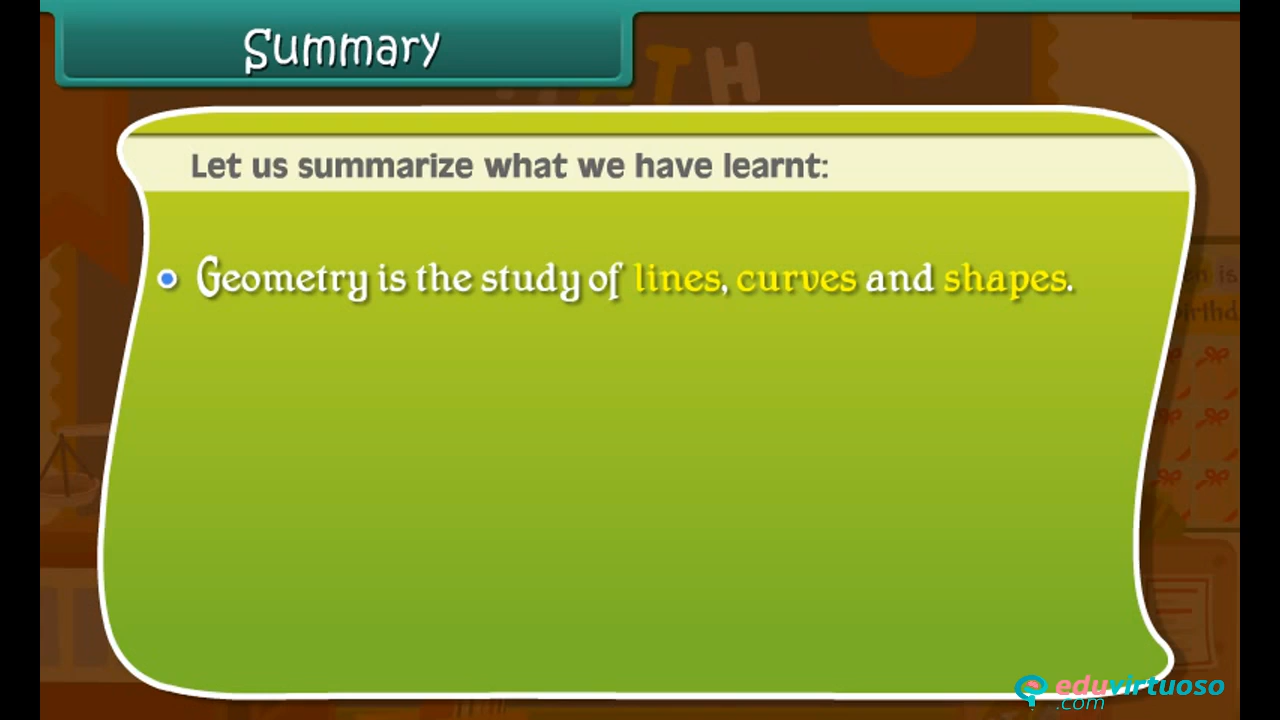 Summary
TH
Let us summarize what we have learnt:
Geometry is the study of lines, curves and shapes.
eduvirtuoso
.com